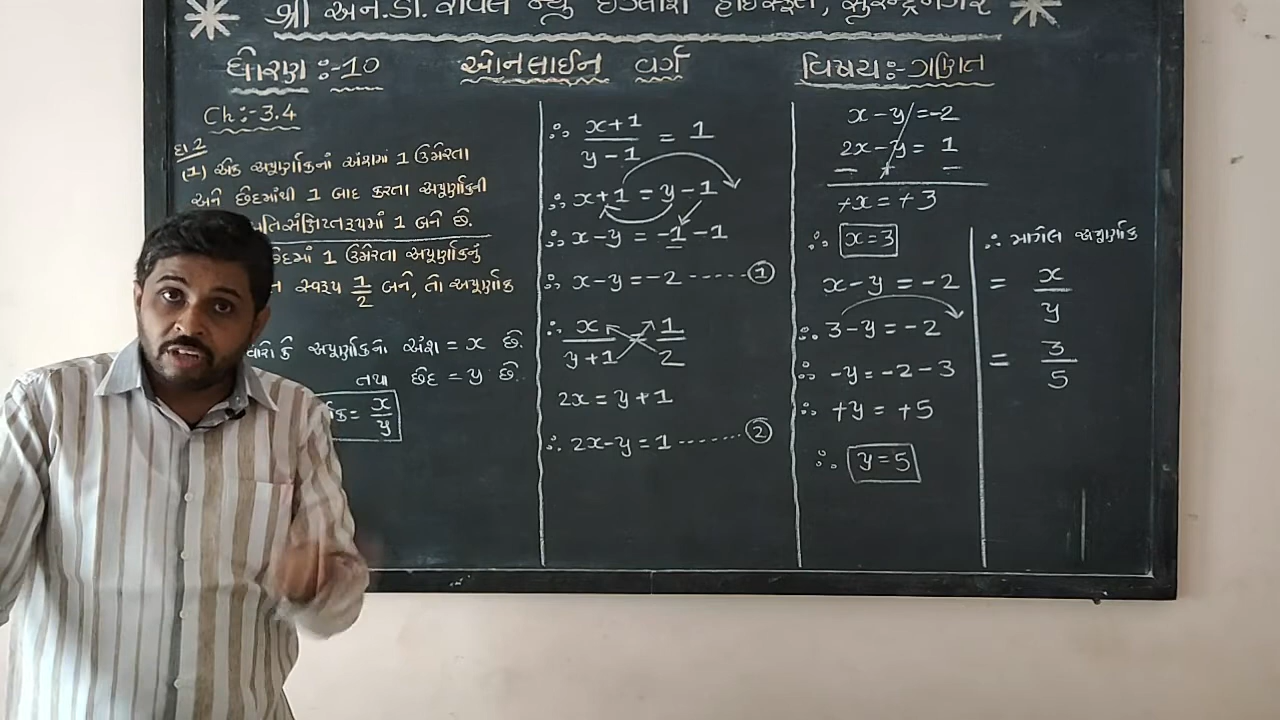 શ્રી એન.ડી. રાવલ ન્યુ ઈંગ્લીશ હાઈસ્કૂલ, સુરેન્દ્રનગર
ધોરણ :-10
ઓનલાઈન વર્ગ
વિષય:- ગણિત
Ch:-3.4
દા.2
(1) એક અપૂર્ણાંકનાં અંશમાં 1 ઉમેરતા
અને છેદમાંથી 1 બાદ કરતા અપૂર્ણાંકની
અતિસંક્ષિપ્તરૂપમાં 1 બને છે.
છેદમાં 1 ઉમેરતા અપૂર્ણાંકનું
સ્વરૂપ 1/2 બને, તો અપૂર્ણાંક
ધારો કે અપૂર્ણાંકનો અંશ = x છે.
તથા છેદ = y છે.
= x/y
∴ x+1/y-1 = 1
∴ x+1 = y-1
∴ x-y = -1-1
∴ x-y = -2 ------ ①
∴ x/y+1 = 1/2
2x = y+1
∴ 2x-y = 1 ------ ②
x-y = -2
2x-y = 1
- + -
+x = +3
∴ x=3
x-y = -2
∴ 3-y = -2
∴ -y = -2-3
∴ +y = +5
∴ y=5
∴ માંગેલ અપૂર્ણાંક
= x/y
= 3/5